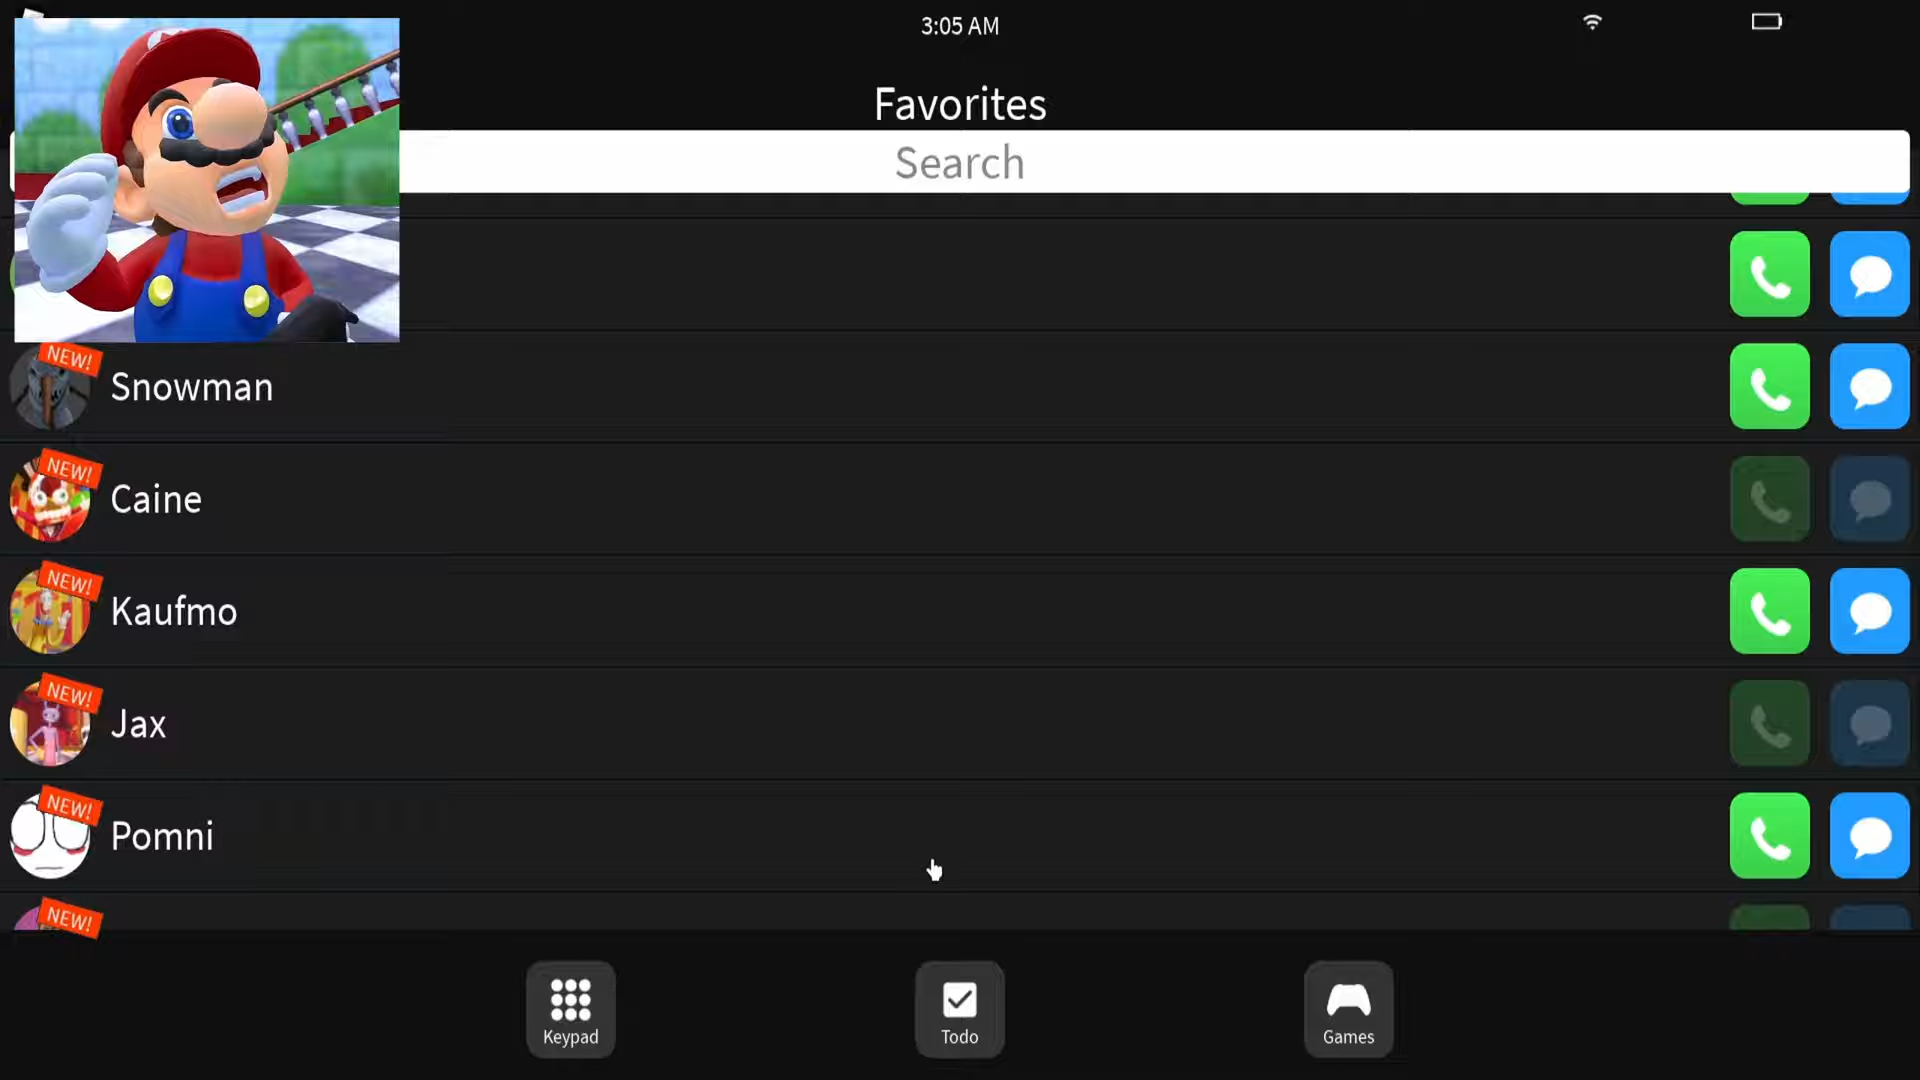 3:05 AM
Favorites
Search
NEW!
Snowman
NEW!
Caine
NEW!
Kaufmo
NEW!
Jax
NEW!
Pomni
NEW!
Keypad
Todo
Games